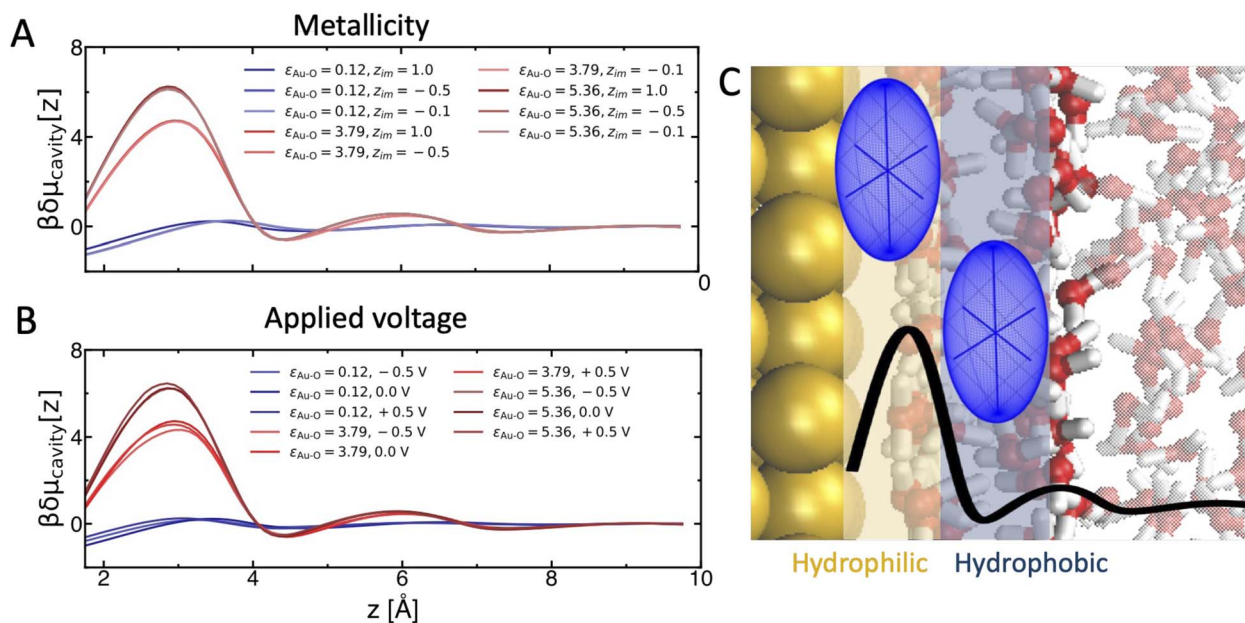 A
Metallicity
8
4
0
βδμcavity[z]
εAu-O = 0.12, zim = 1.0
εAu-O = 0.12, zim = −0.5
εAu-O = 0.12, zim = −0.1
εAu-O = 3.79, zim = 1.0
εAu-O = 3.79, zim = −0.5
εAu-O = 3.79, zim = −0.1
εAu-O = 5.36, zim = 1.0
εAu-O = 5.36, zim = −0.5
εAu-O = 5.36, zim = −0.1
0
B
Applied voltage
8
4
0
βδμcavity[z]
εAu-O = 0.12, − 0.5 V
εAu-O = 0.12, 0.0 V
εAu-O = 0.12, + 0.5 V
εAu-O = 3.79, − 0.5 V
εAu-O = 3.79, 0.0 V
εAu-O = 3.79, + 0.5 V
εAu-O = 5.36, − 0.5 V
εAu-O = 5.36, 0.0 V
εAu-O = 5.36, + 0.5 V
2 4 6 8 10
z [Å]
C
Hydrophilic Hydrophobic